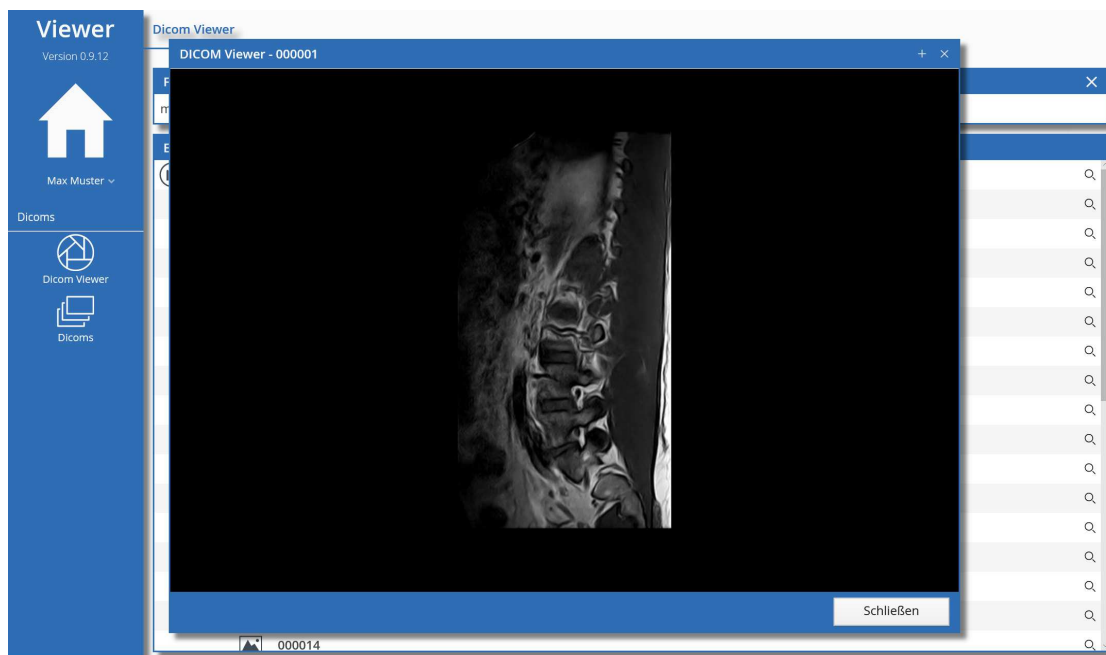 Viewer
Version 0.9.12
Max Muster
Dicoms
Dicom Viewer
Dicoms
Dicom Viewer
DICOM Viewer - 000001
Schließen
000014